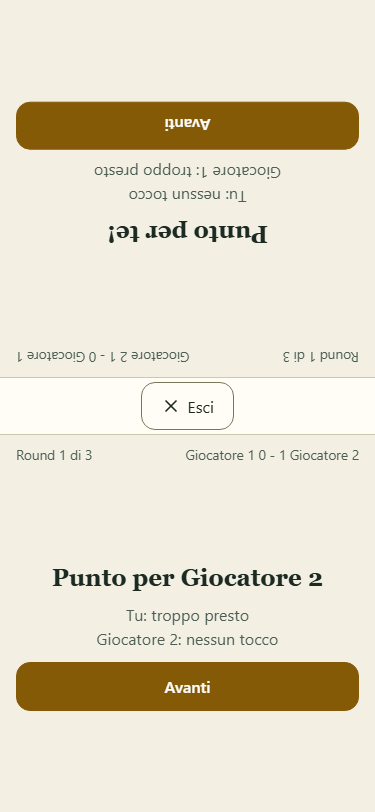 Avanti
Giocatore 1: troppo presto
Tu: nessun tocco
Punto per te!
Giocatore 2 1 - 0 Giocatore 1
Round 1 di 3
Esci
Round 1 di 3
Giocatore 1 0 - 1 Giocatore 2
Punto per Giocatore 2
Tu: troppo presto
Giocatore 2: nessun tocco
Avanti